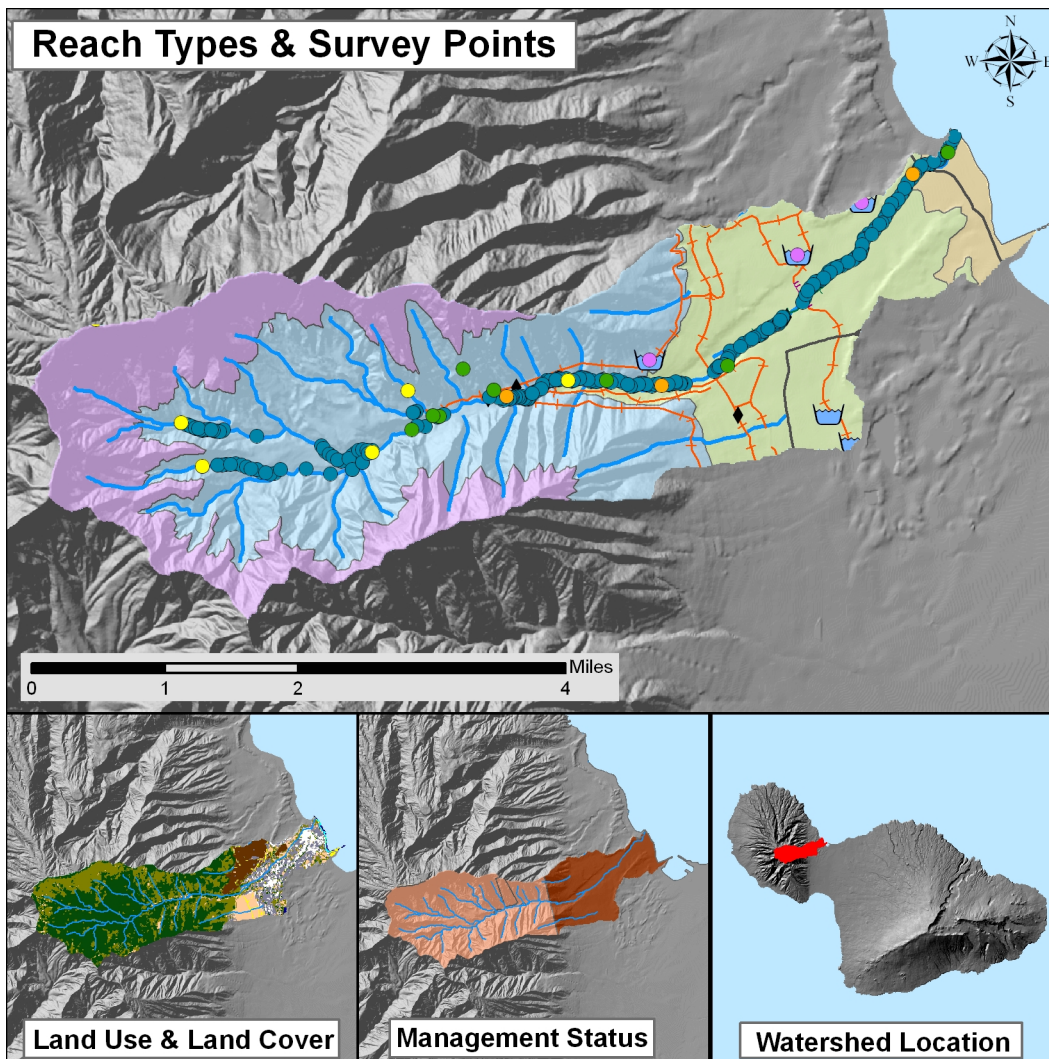 Reach Types & Survey Points
N
W E
S
Miles
0 1 2 4
Land Use & Land Cover
Management Status
Watershed Location